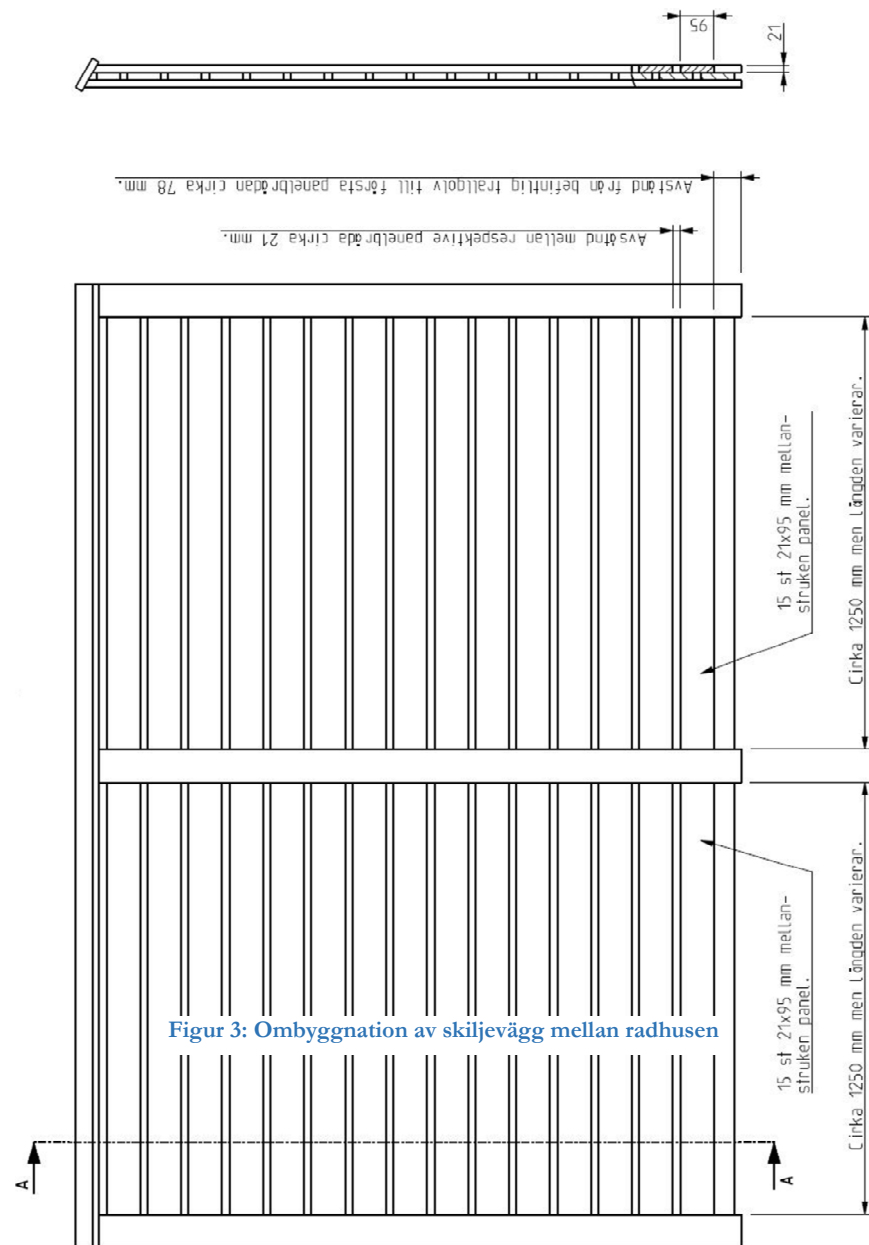 95
21
Avstånd från befintlig trallgolv till första panelbrädan cirka 78 mm.
Avsåtnd mellan respektive panelbräda cirka 21 mm.
15 st 21x95 mm mellan-
struken panel.
Cirka 1250 mm men längden varierar.
15 st 21x95 mm mellan-
struken panel.
Cirka 1250 mm men längden varierar.
Figur 3: Ombyggnation av skiljevägg mellan radhusen
A
A